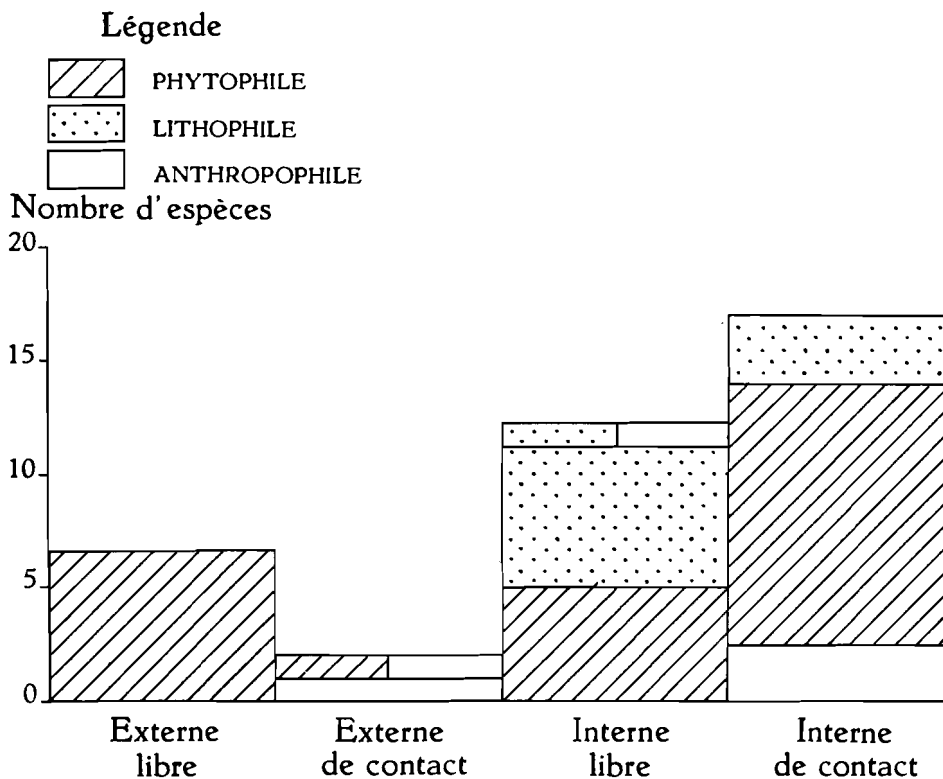 Légende
PHYTOPHILE
LITHOPHILE
ANTHROPOPHILE
Nombre d'espèces
20
15
10
5
0
Externe libre
Externe de contact
Interne libre
Interne de contact